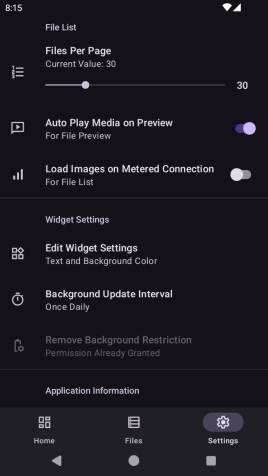 8:15
File List
Files Per Page
Current Value: 30
30
Auto Play Media on Preview
For File Preview
Load Images on Metered Connection
For File List
Widget Settings
Edit Widget Settings
Text and Background Color
Background Update Interval
Once Daily
Remove Background Restriction
Permission Already Granted
Application Information
Home
Files
Settings